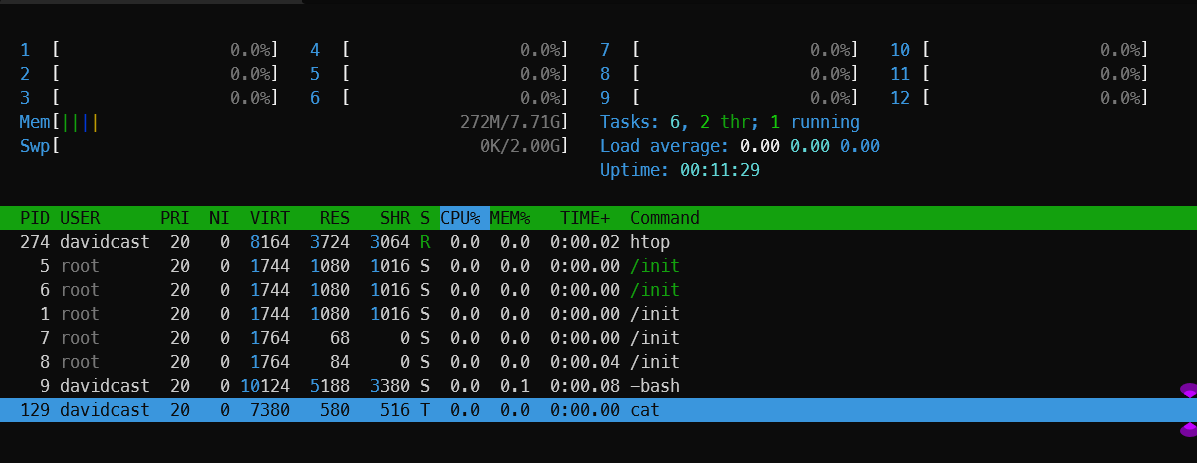 1 [ 0.0%] 4 [ 0.0%] 7 [ 0.0%] 10 [ 0.0%]
2 [ 0.0%] 5 [ 0.0%] 8 [ 0.0%] 11 [ 0.0%]
3 [ 0.0%] 6 [ 0.0%] 9 [ 0.0%] 12 [ 0.0%]
Mem[|||| 272M/7.71G] Tasks: 6, 2 thr; 1 running
Swp[ 0K/2.00G] Load average: 0.00 0.00 0.00
Uptime: 00:11:29
PID USER PRI NI VIRT RES SHR S CPU% MEM% TIME+ Command
274 davidcast 20 0 8164 3724 3064 R 0.0 0.0 0:00.02 htop
5 root 20 0 1744 1080 1016 S 0.0 0.0 0:00.00 /init
6 root 20 0 1744 1080 1016 S 0.0 0.0 0:00.00 /init
1 root 20 0 1744 1080 1016 S 0.0 0.0 0:00.00 /init
7 root 20 0 1764 68 0 S 0.0 0.0 0:00.00 /init
8 root 20 0 1764 84 0 S 0.0 0.0 0:00.04 /init
9 davidcast 20 0 10124 5188 3380 S 0.0 0.1 0:00.08 -bash
129 davidcast 20 0 7380 580 516 T 0.0 0.0 0:00.00 cat